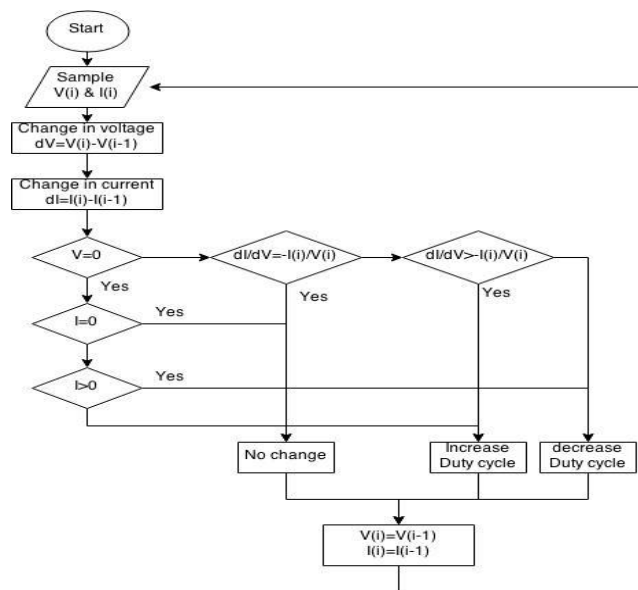 Start
Sample
V(i) & I(i)
Change in voltage
dV=V(i)-V(i-1)
Change in current
dI=I(i)-I(i-1)
V=0
dI/dV=-I(i)/V(i)
dI/dV>-I(i)/V(i)
Yes
Yes
Yes
I=0
Yes
I>0
Yes
No change
Increase
Duty cycle
decrease
Duty cycle
V(i)=V(i-1)
I(i)=I(i-1)